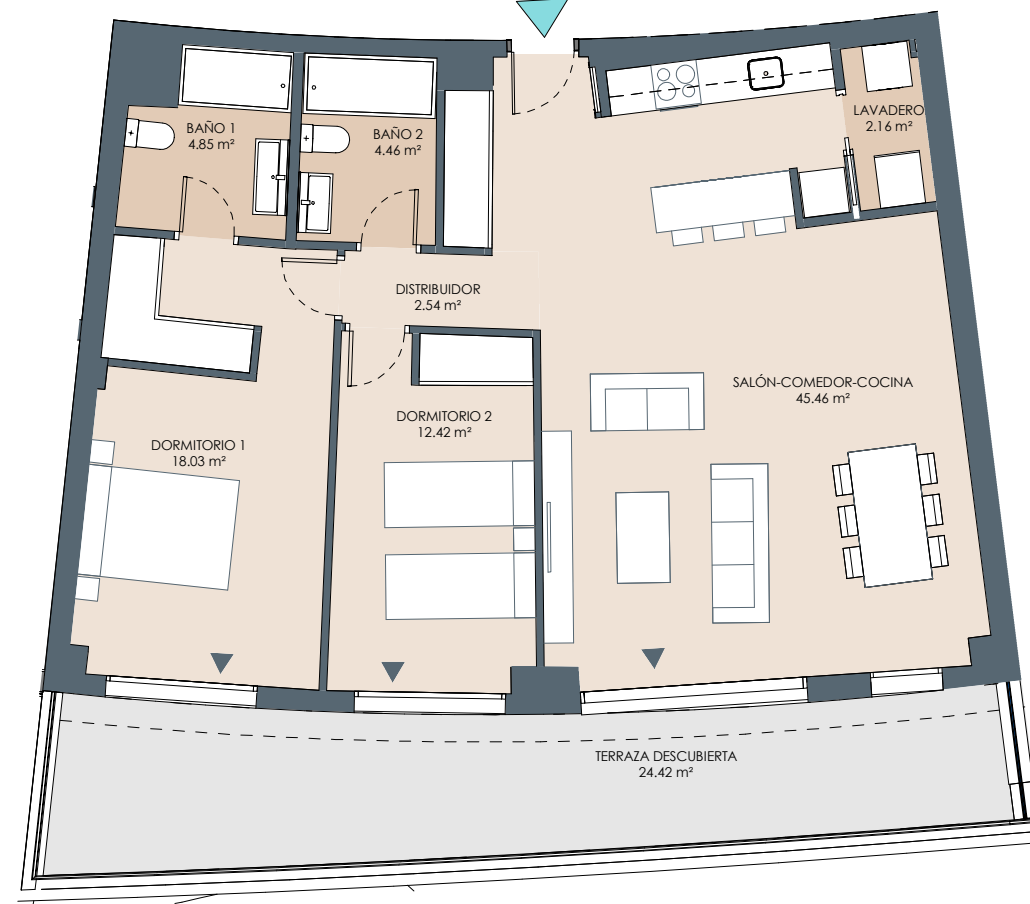 BAÑO 1
4.85 m²
BAÑO 2
4.46 m²
LAVADERO
2.16 m²
DISTRIBUIDOR
2.54 m²
SALÓN-COMEDOR-COCINA
45.46 m²
DORMITORIO 2
12.42 m²
DORMITORIO 1
18.03 m²
TERRAZA DESCUBIERTA
24.42 m²